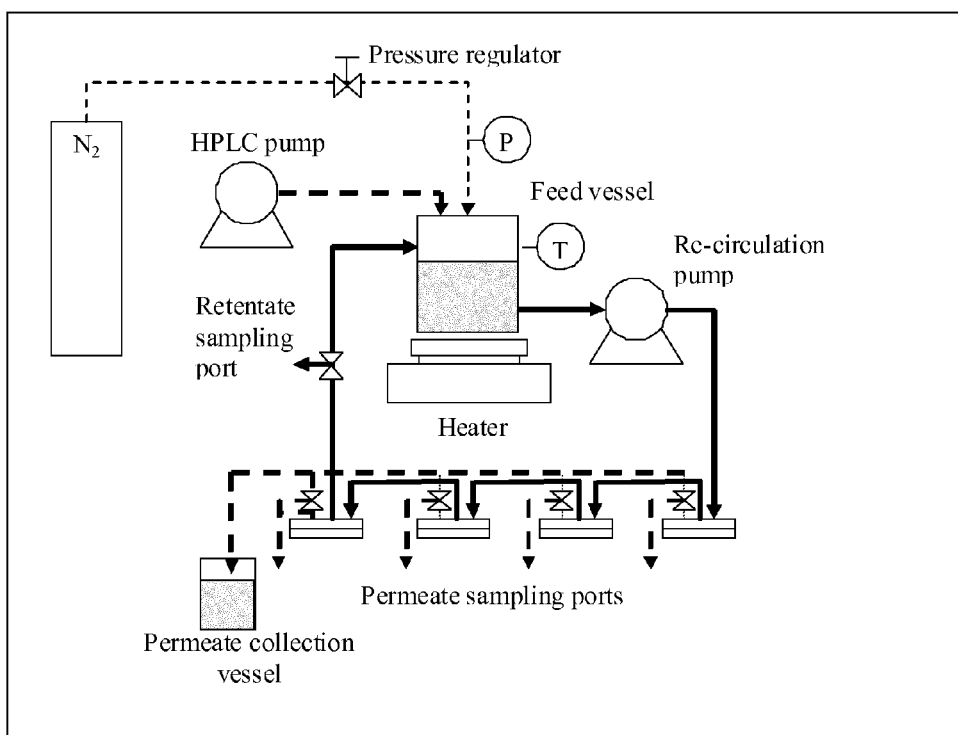 Pressure regulator
N2
HPLC pump
P
Feed vessel
T
Re-circulation
pump
Retentate
sampling
port
Heater
Permeate sampling ports
Permeate collection
vessel